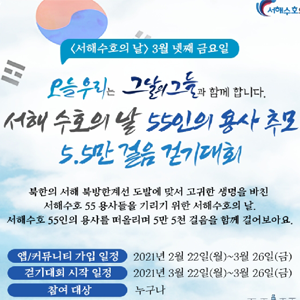 서해수호의
<서해수호의 날> 3월 넷째 금요일
오늘 우리는 그날의 그들과 함께 합니다.
서해 수호의 날 55인의 용사 추모
5.5만 걸음 걷기대회
북한의 서해 북방한계선 도발에 맞서 고귀한 생명을 바친
서해수호 55 용사들을 기리기 위한 서해수호의 날.
서해수호 55인의 용사를 떠올리며 5만 5천 걸음을 함께 걸어보아요.
앱/커뮤니티 가입 일정 2021년 2월 22일(월)~3월 26일(금)
걷기대회 시작 일정 2021년 3월 22일(월)~3월 26일(금)
참여 대상 누구나